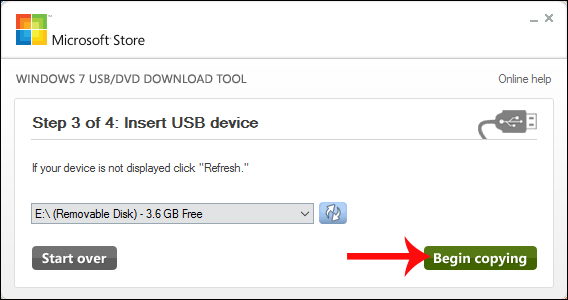 Microsoft Store
WINDOWS 7 USB/DVD DOWNLOAD TOOL
Online help
Step 3 of 4: Insert USB device
If your device is not displayed click "Refresh."
E:\ (Removable Disk) - 3.6 GB Free
Start over
Begin copying